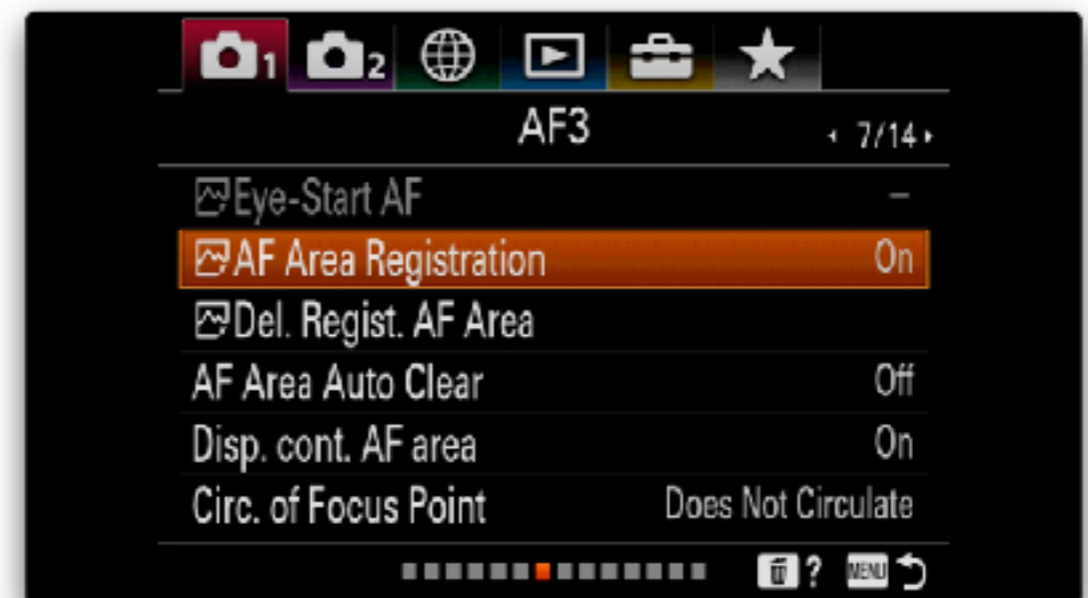 1 2
AF3 7/14
Eye-Start AF –
AF Area Registration On
Del. Regist. AF Area
AF Area Auto Clear Off
Disp. cont. AF area On
Circ. of Focus Point Does Not Circulate
? MENU